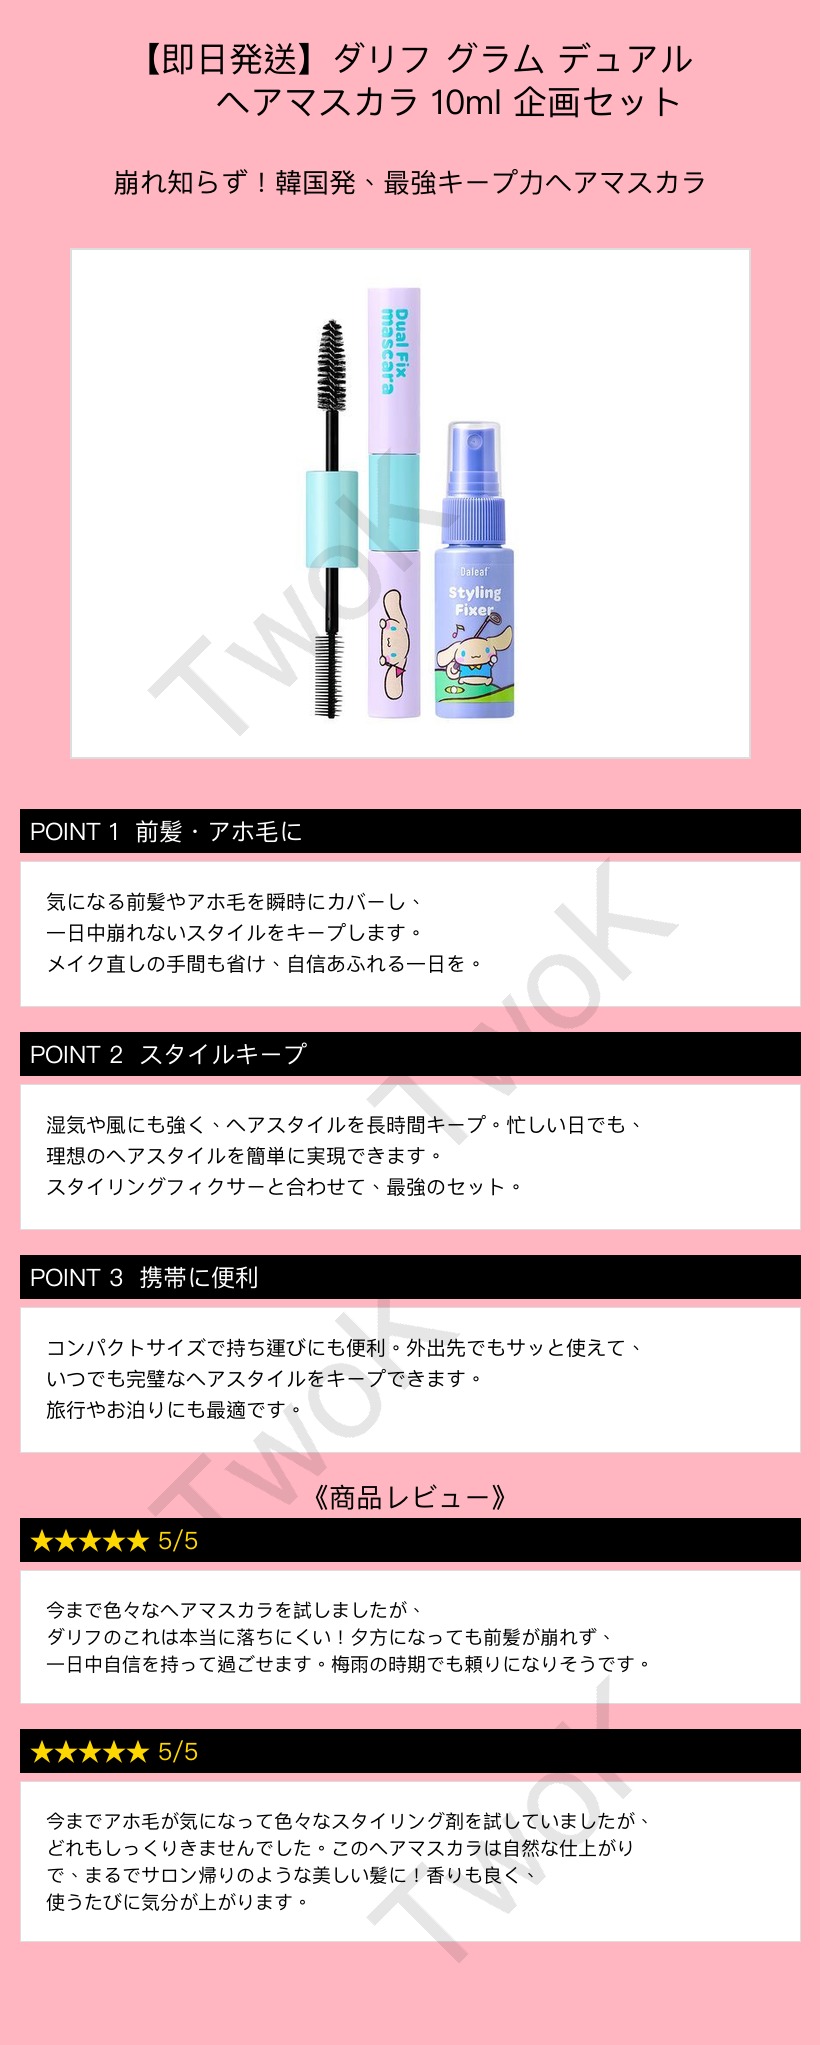 【即日発送】ダリフ グラム デュアル
ヘアマスカラ 10ml 企画セット
崩れ知らず！韓国発、最強キープ力ヘアマスカラ
Dual Fix
mascara
Dafeaf
Styling
Fixer
TwoK
POINT 1 前髪・アホ毛に
気になる前髪やアホ毛を瞬時にカバーし、
一日中崩れないスタイルをキープします。
メイク直しの手間も省け、自信あふれる一日を。
TwoK
POINT 2 スタイルキープ
湿気や風にも強く、ヘアスタイルを長時間キープ。忙しい日でも、
理想のヘアスタイルを簡単に実現できます。
スタイリングフィクサーと合わせて、最強のセット。
POINT 3 携帯に便利
コンパクトサイズで持ち運びにも便利。外出先でもサッと使えて、
いつでも完璧なヘアスタイルをキープできます。
旅行やお泊りにも最適です。
TwoK
《商品レビュー》
★★★★★ 5/5
今まで色々なヘアマスカラを試しましたが、
ダリフのこれは本当に落ちにくい！夕方になっても前髪が崩れず、
一日中自信を持って過ごせます。梅雨の時期でも頼りになりそうです。
★★★★★ 5/5
今までアホ毛が気になって色々なスタイリング剤を試していましたが、
どれもしっくりきませんでした。このヘアマスカラは自然な仕上がり
で、まるでサロン帰りのような美しい髪に！香りも良く、
使うたびに気分が上がります。
TwoK